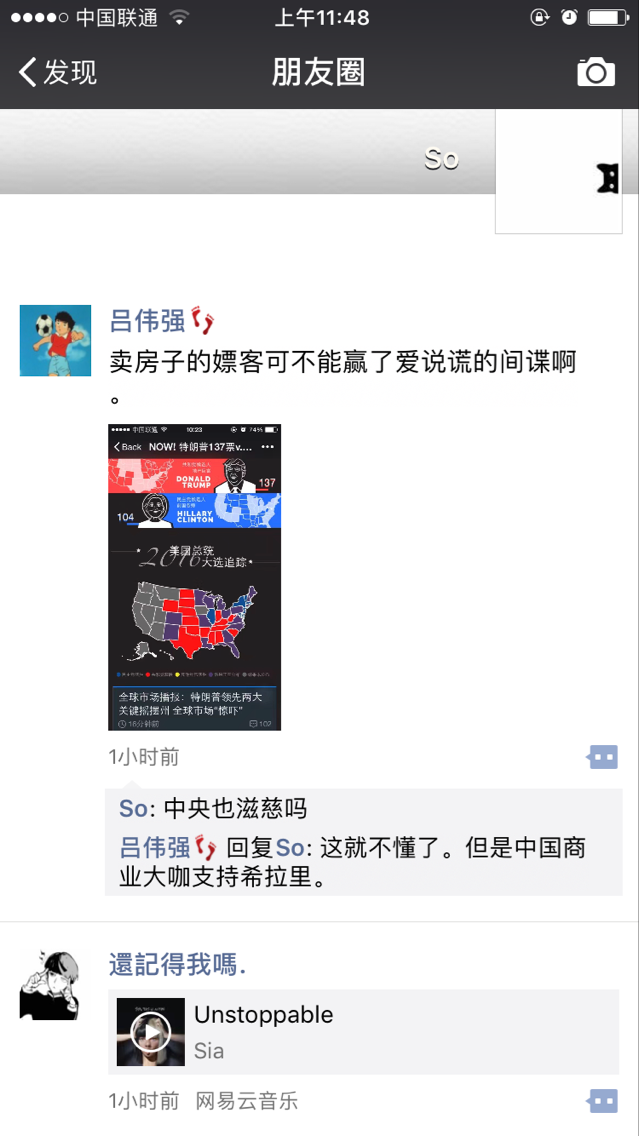 中国联通
上午11:48
发现
朋友圈
So
吕伟强
卖房子的嫖客可不能赢了爱说谎的间谍啊
。
中国联通
10:23
74%
Back
NOW! 特朗普137票v....
DONALD
TRUMP
137
104
HILLARY
CLINTON
2016
美国总统
大选追踪
全球市场播报：特朗普领先两大
关键摇摆州 全球市场“惊吓”
18分钟前
102
1小时前
So: 中央也滋慈吗
吕伟强 回复So: 这就不懂了。但是中国商
业大咖支持希拉里。
還記得我嗎.
Unstoppable
Sia
1小时前 网易云音乐